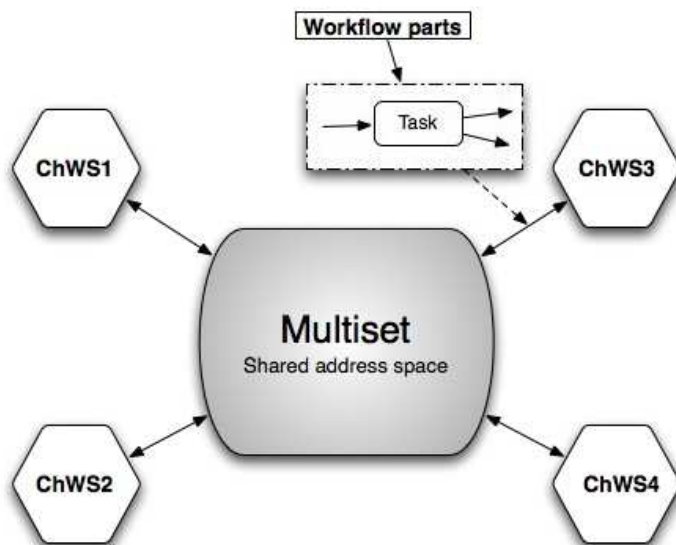 Workflow parts
Task
ChWS1
ChWS3
Multiset
Shared address space
ChWS2
ChWS4